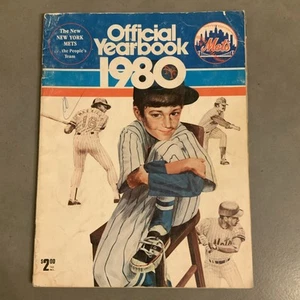 The New
NEW YORK
METS
the People's
Team
Official
Yearbook
1980
Mets
$2.00